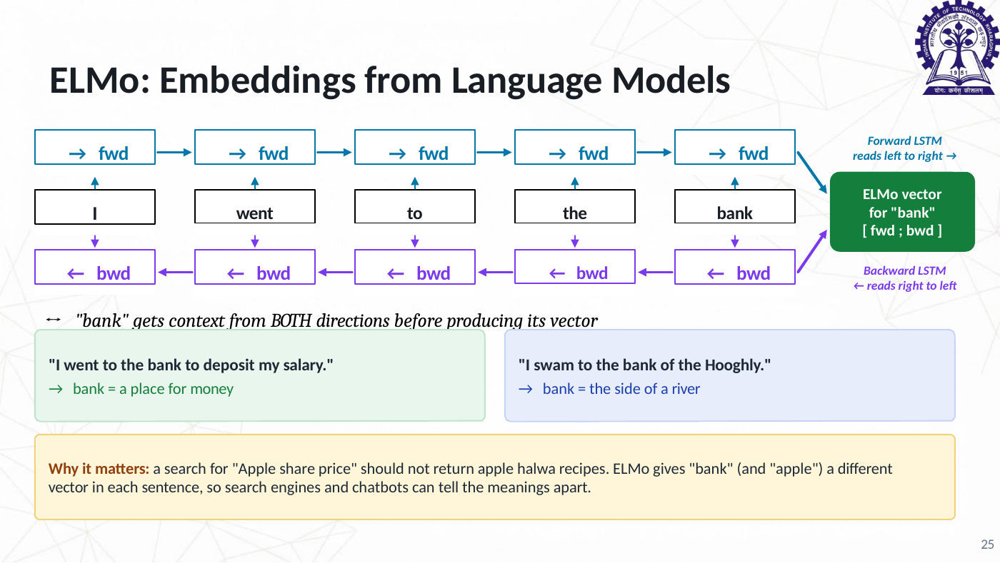 INDIAN INSTITUTE OF TECHNOLOGY KHARAGPUR
भारतीय प्रौद्योगिकी संस्थान खड़गपुर
1951
योगः कर्मसु कौशलम्
ELMo: Embeddings from Language Models
→ fwd → fwd → fwd → fwd → fwd
Forward LSTM
reads left to right →
I went to the bank
ELMo vector
for "bank"
[ fwd ; bwd ]
← bwd ← bwd ← bwd ← bwd ← bwd
Backward LSTM
← reads right to left
↔ "bank" gets context from BOTH directions before producing its vector
"I went to the bank to deposit my salary."
→ bank = a place for money
"I swam to the bank of the Hooghly."
→ bank = the side of a river
Why it matters: a search for "Apple share price" should not return apple halwa recipes. ELMo gives "bank" (and "apple") a different
vector in each sentence, so search engines and chatbots can tell the meanings apart.
25